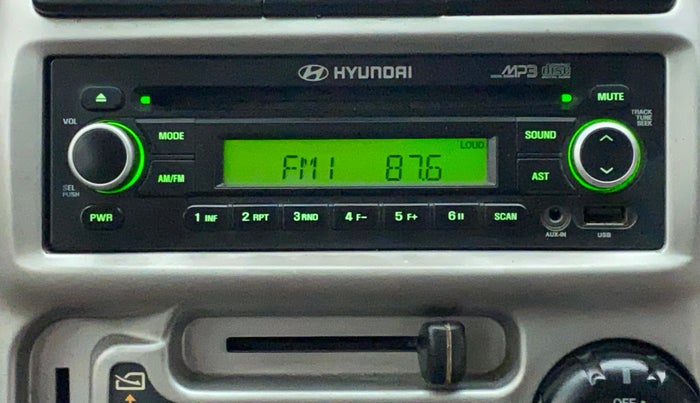 HYUNDAI
MP3
MUTE
VOL
TRACK
TUNE
SEEK
MODE
LOUD
SOUND
FM1 87.6
AM/FM
AST
SEL
PUSH
PWR
1 INF 2 RPT 3 RND 4 F- 5 F+ 6 II SCAN
AUX-IN
USB
OFF